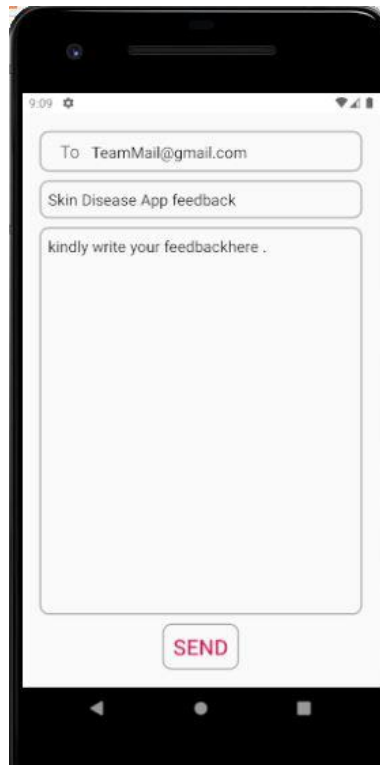 9:09
To TeamMail@gmail.com
Skin Disease App feedback
kindly write your feedbackhere .
SEND